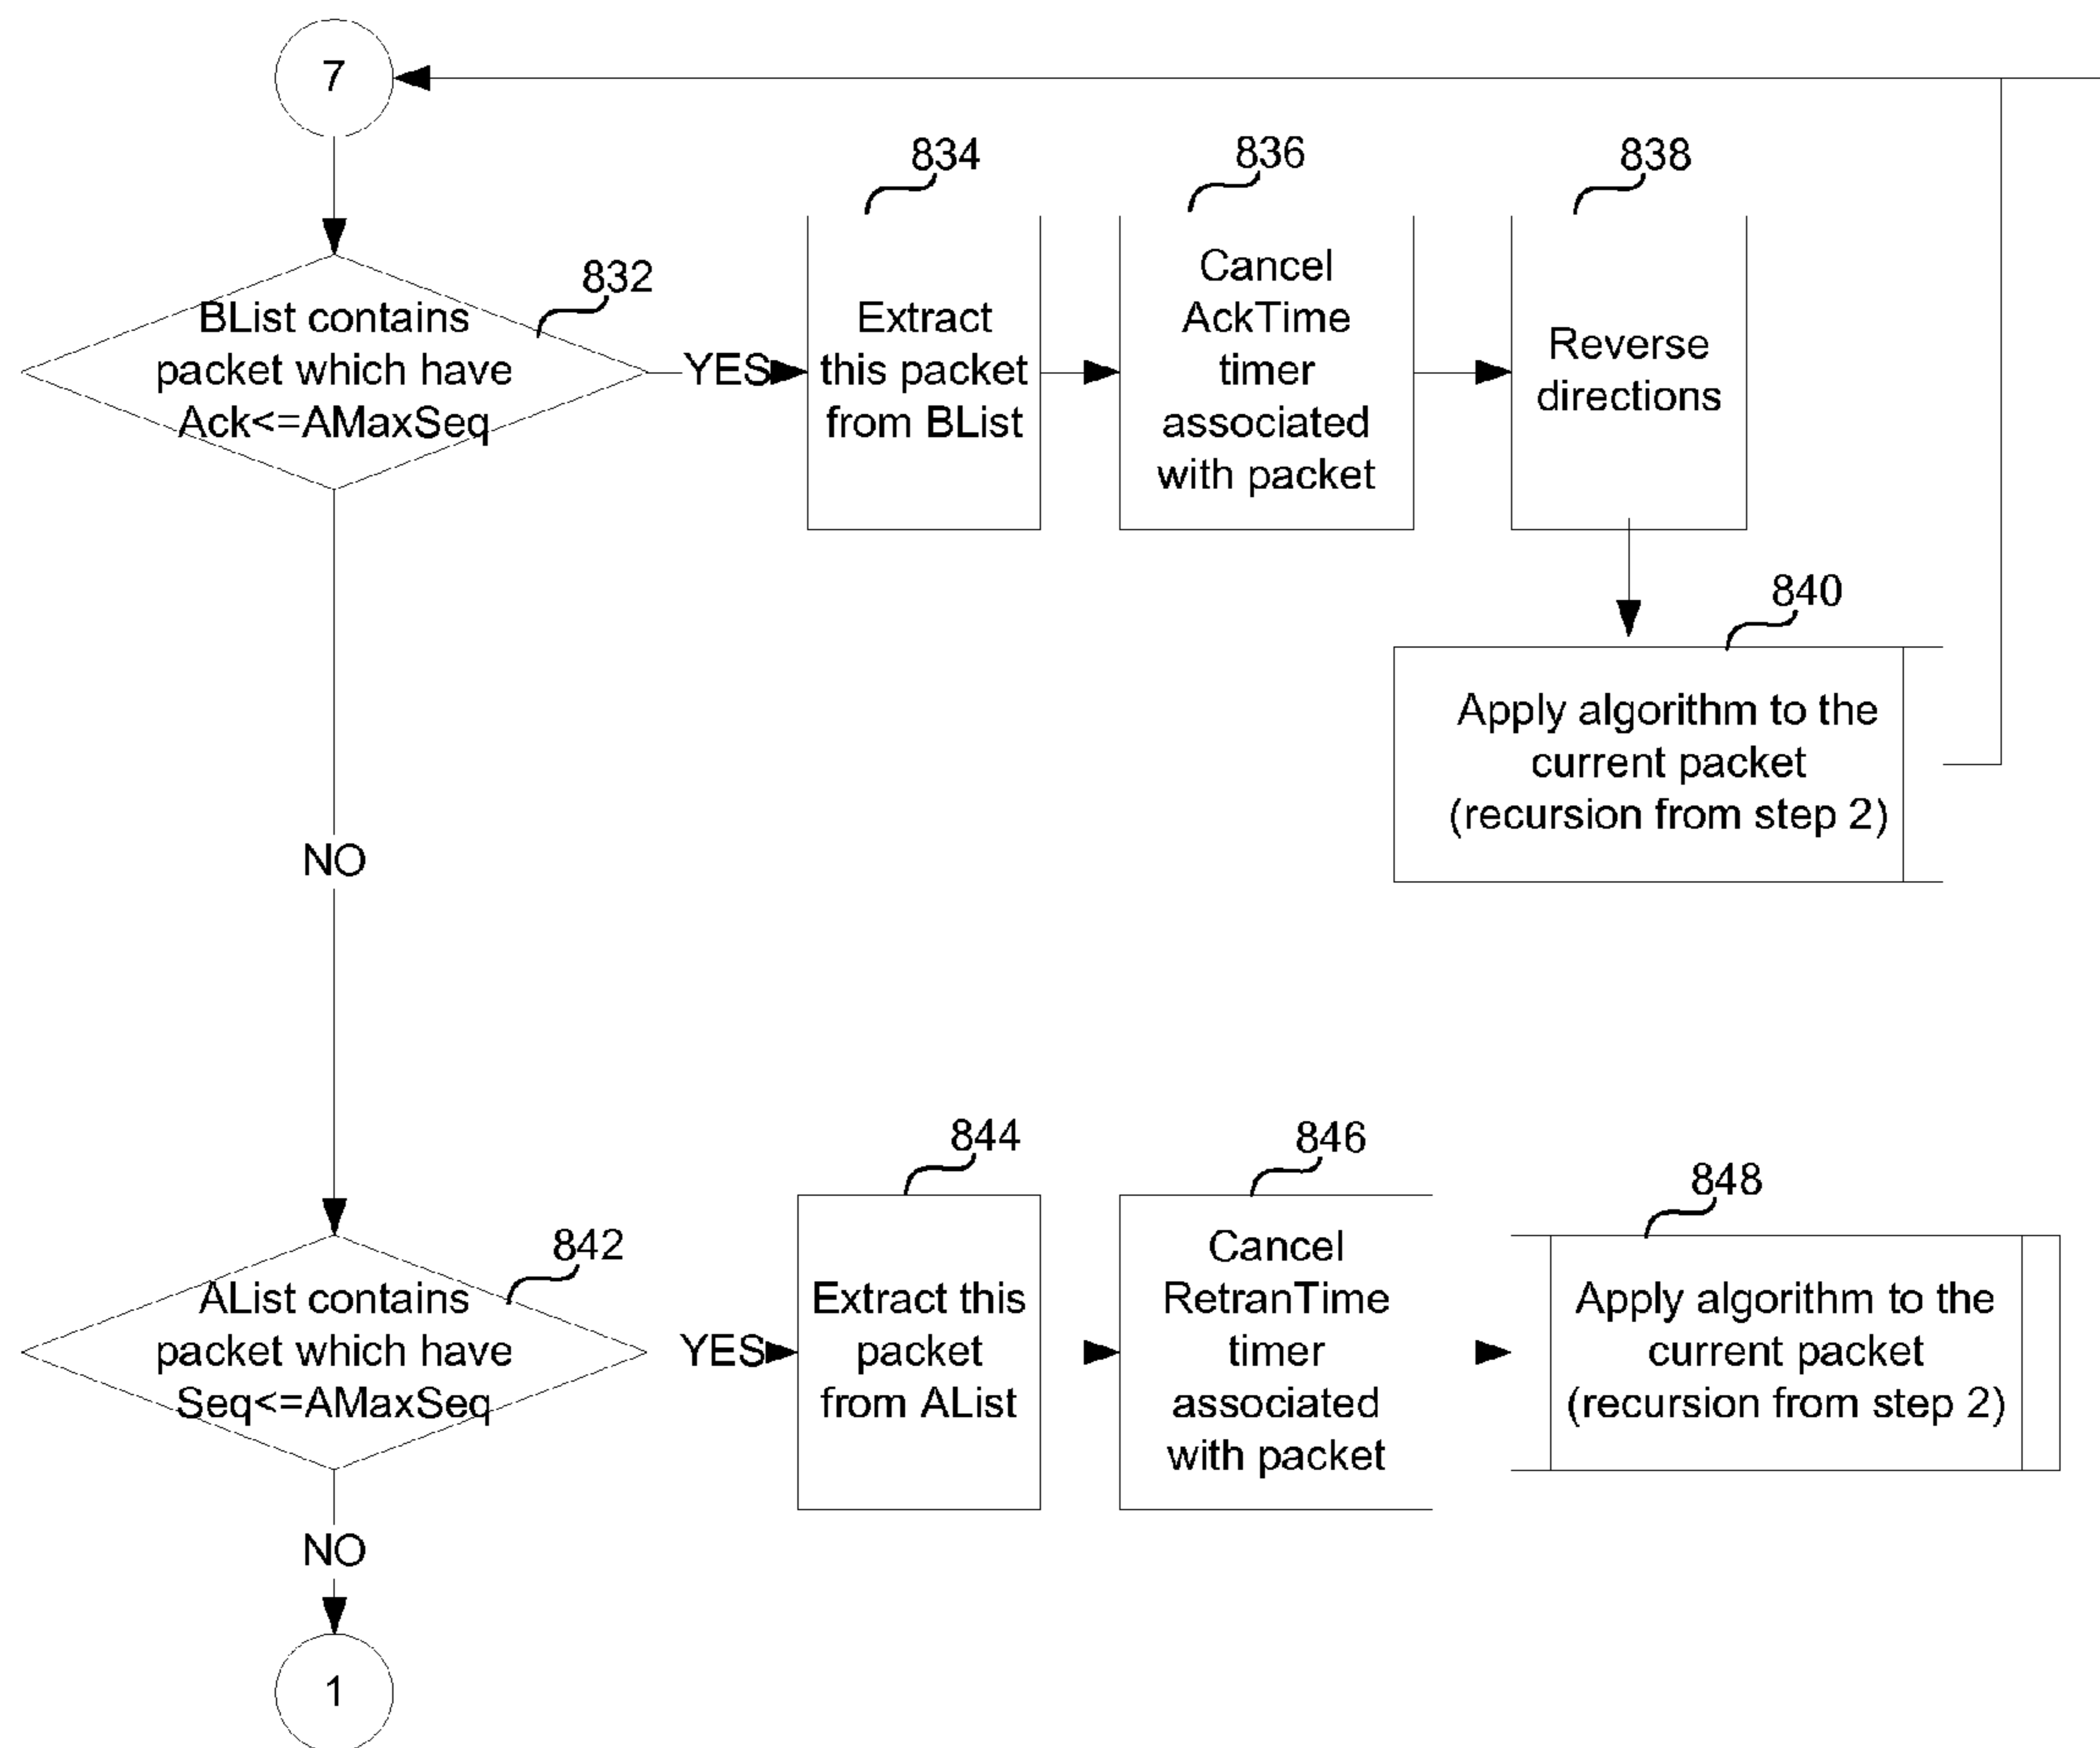 7
834
836
838
832
BList contains
packet which have
Ack<=AMaxSeq
YES
Extract
this packet
from BList
Cancel
AckTime
timer
associated
with packet
Reverse
directions
840
Apply algorithm to the
current packet
(recursion from step 2)
NO
842
AList contains
packet which have
Seq<=AMaxSeq
YES
844
Extract this
packet
from AList
846
Cancel
RetranTime
timer
associated
with packet
848
Apply algorithm to the
current packet
(recursion from step 2)
NO
1